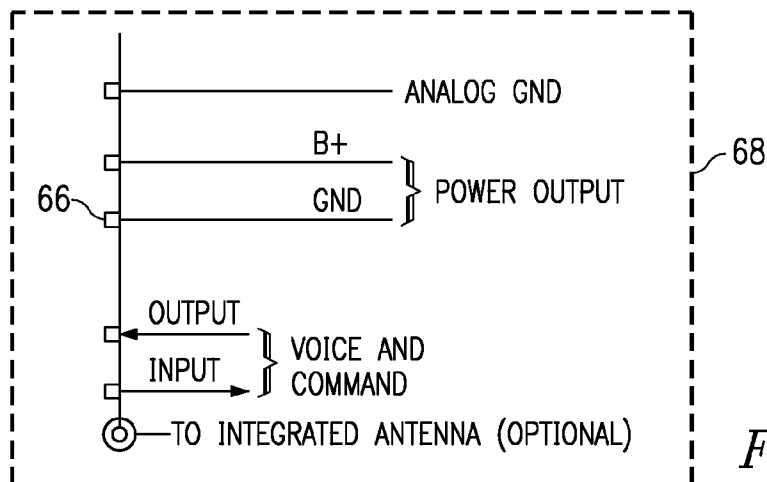 ANALOG GND
B+
68
POWER OUTPUT
66
GND
OUTPUT
VOICE AND
INPUT
COMMAND
TO INTEGRATED ANTENNA (OPTIONAL)
F